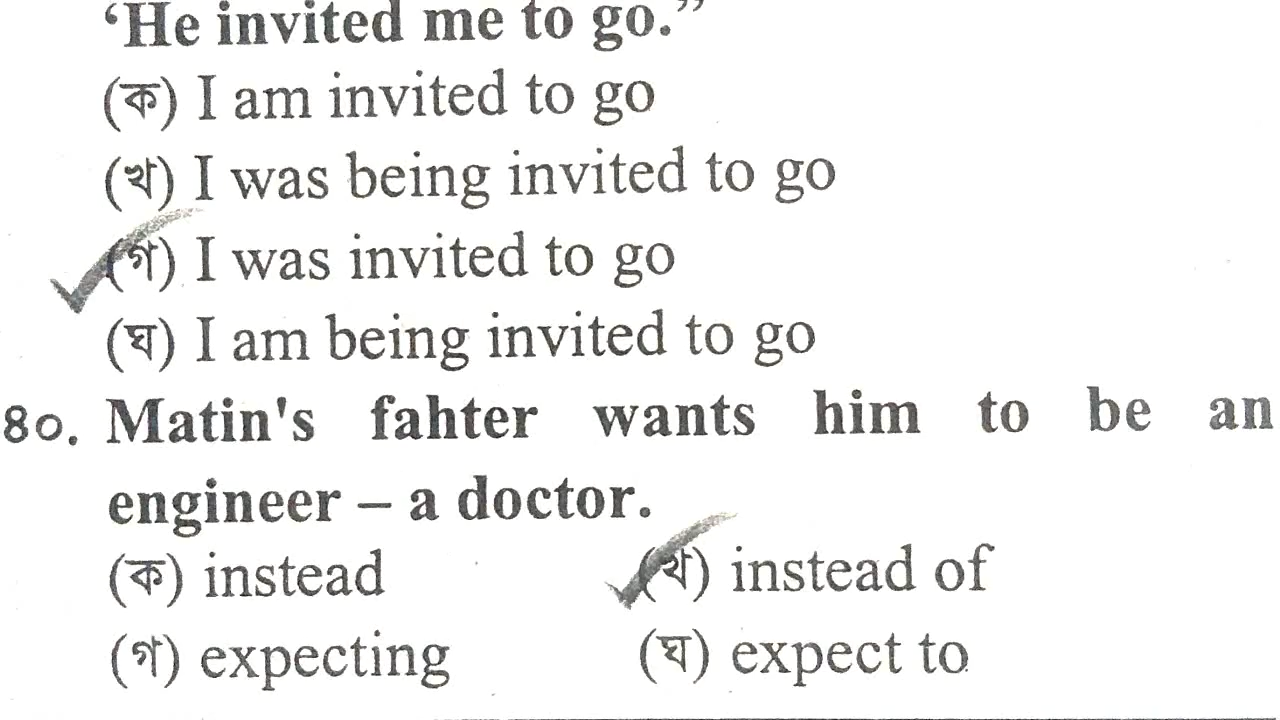 ‘He invited me to go.”
(ক) I am invited to go
(খ) I was being invited to go
(গ) I was invited to go
(ঘ) I am being invited to go
৪০. Matin's fahter wants him to be an
engineer – a doctor.
(ক) instead (খ) instead of
(গ) expecting (ঘ) expect to